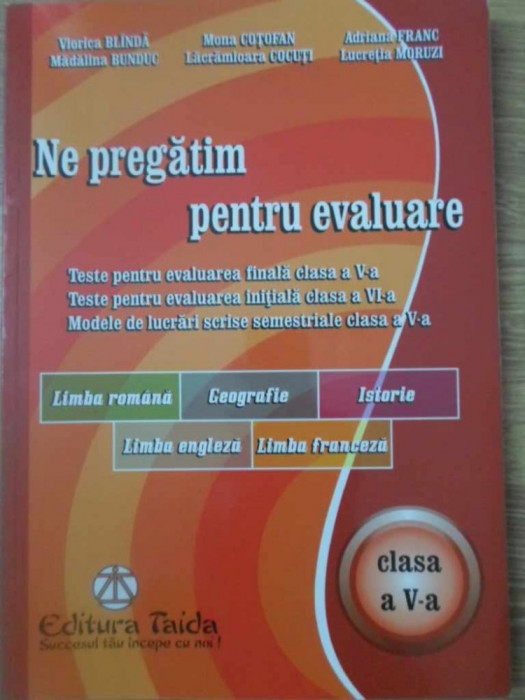 Viorica BLÎNDĂ Mona COȚOFAN Adriana FRANC
Mădălina BUNDUC Lăcrămioara COCUȚI Lucreția MORUZI
Ne pregătim
pentru evaluare
Teste pentru evaluarea finală clasa a V-a
Teste pentru evaluarea inițială clasa a VI-a
Modele de lucrări scrise semestriale clasa a V-a
Limba română Geografie Istorie
Limba engleză Limba franceză
clasa
a V-a
Editura Taida
Succesul tău începe cu noi!